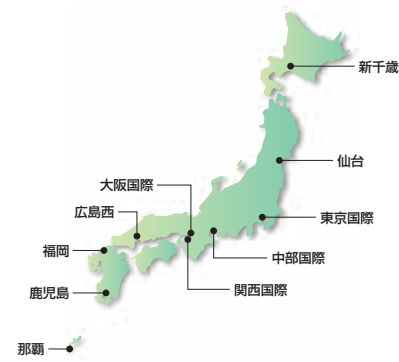 新千歳
仙台
大阪国際
広島西
東京国際
福岡
中部国際
鹿児島
関西国際
那覇